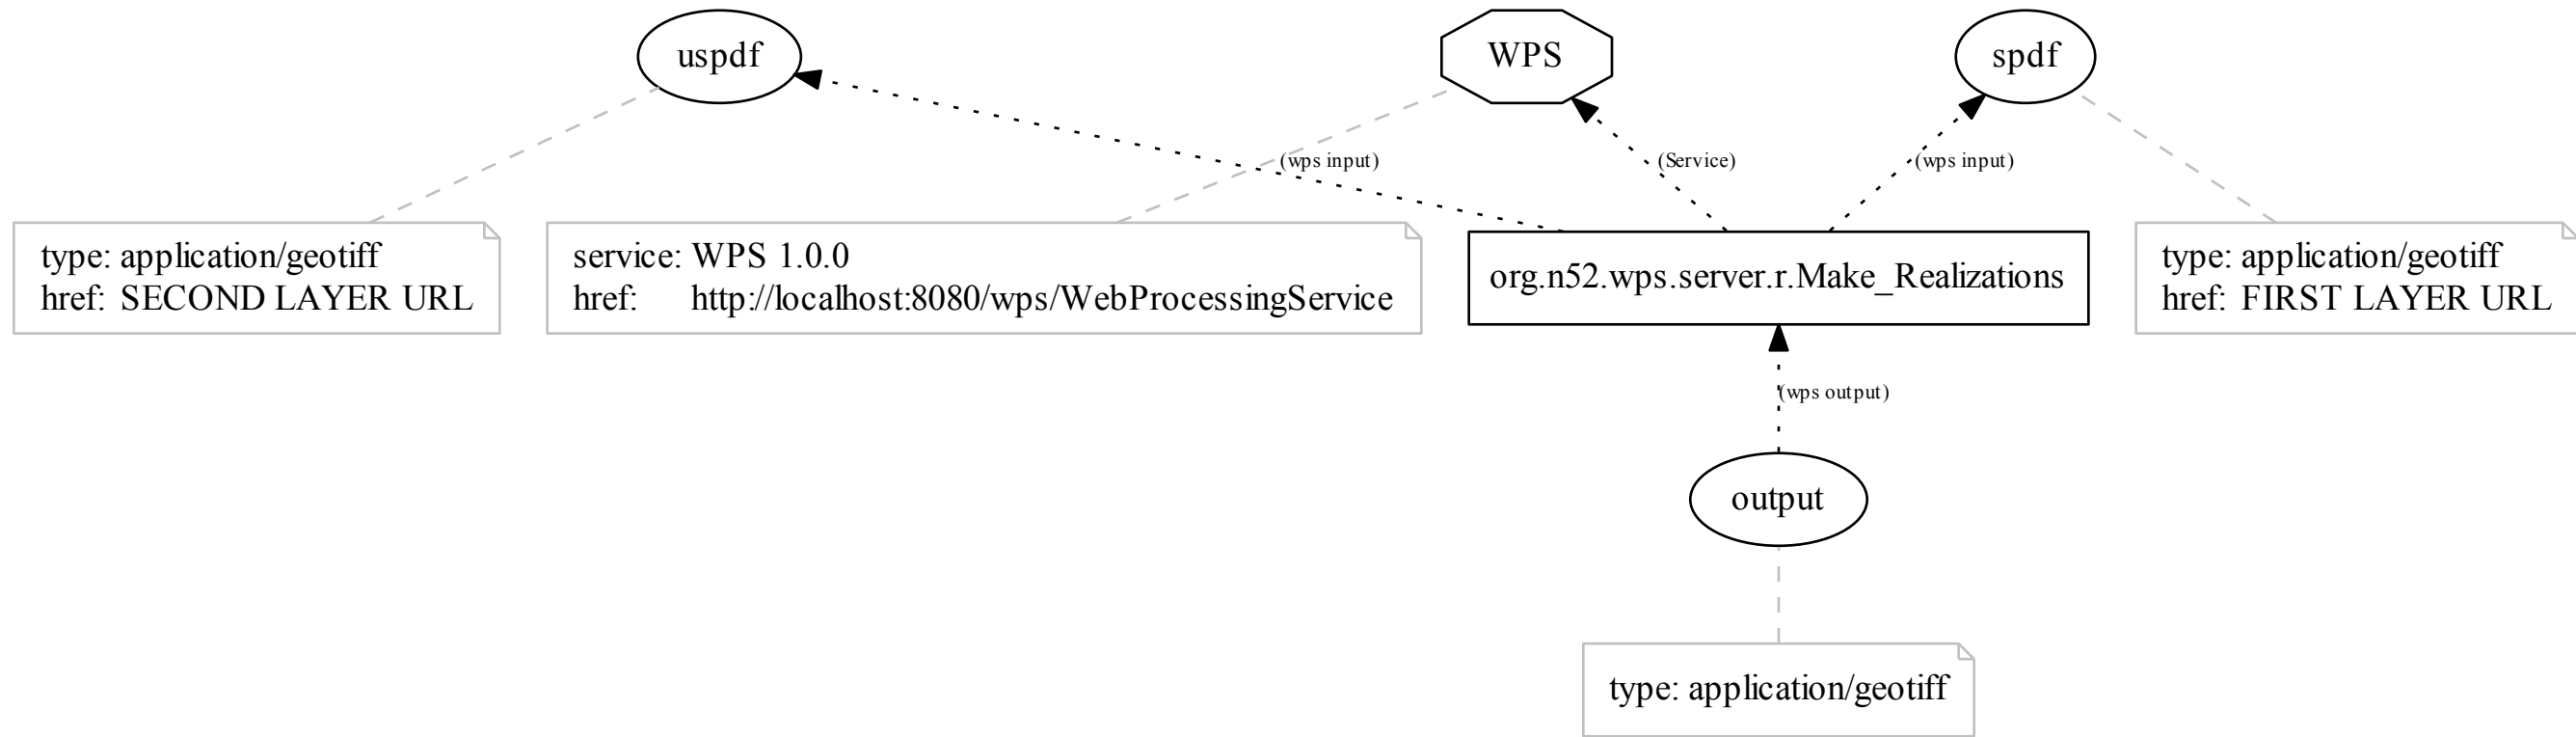 uspdf
WPS
spdf
(wps input)
(Service)
(wps input)
type: application/geotiff
href: SECOND LAYER URL
service: WPS 1.0.0
href: http://localhost:8080/wps/WebProcessingService
org.n52.wps.server.r.Make_Realizations
type: application/geotiff
href: FIRST LAYER URL
(wps output)
output
type: application/geotiff